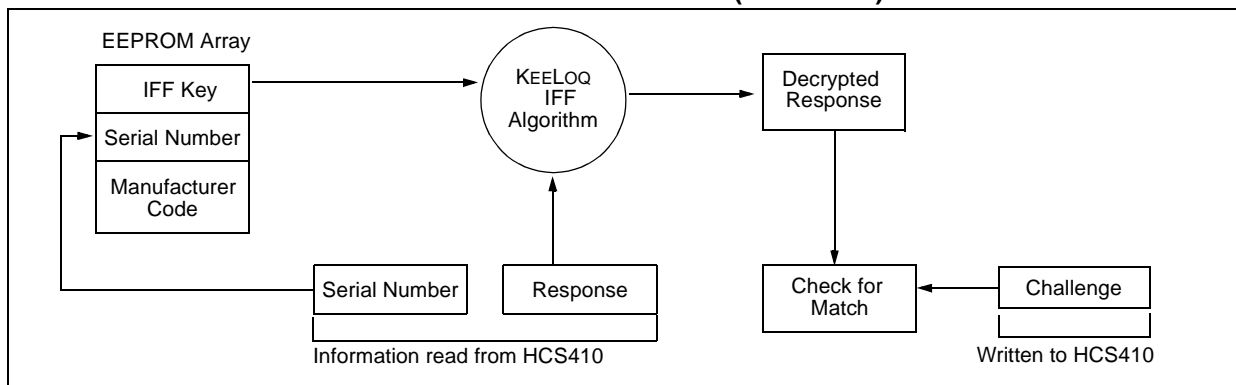 EEPROM Array
IFF Key
Serial Number
Manufacturer
Code
KEELOQ
IFF
Algorithm
Decrypted
Response
Serial Number
Response
Check for
Match
Challenge
Information read from HCS410
Written to HCS410